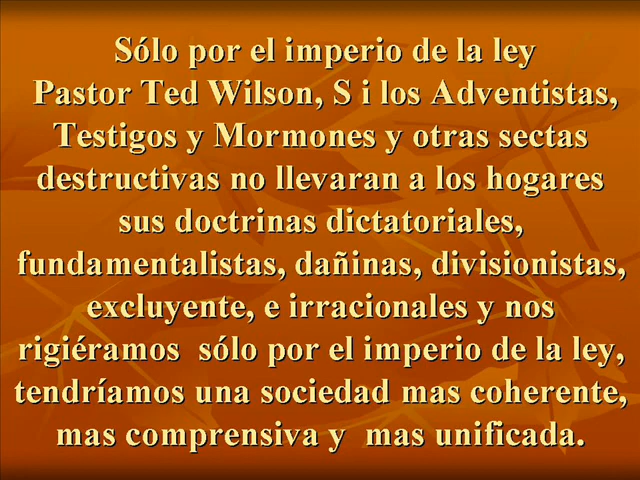 Sólo por el imperio de la ley
Pastor Ted Wilson, S i los Adventistas,
Testigos y Mormones y otras sectas
destructivas no llevaran a los hogares
sus doctrinas dictatoriales,
fundamentalistas, dañinas, divisionistas,
excluyente, e irracionales y nos
rigiéramos  sólo por el imperio de la ley,
tendríamos una sociedad mas coherente,
mas comprensiva y  mas unificada.